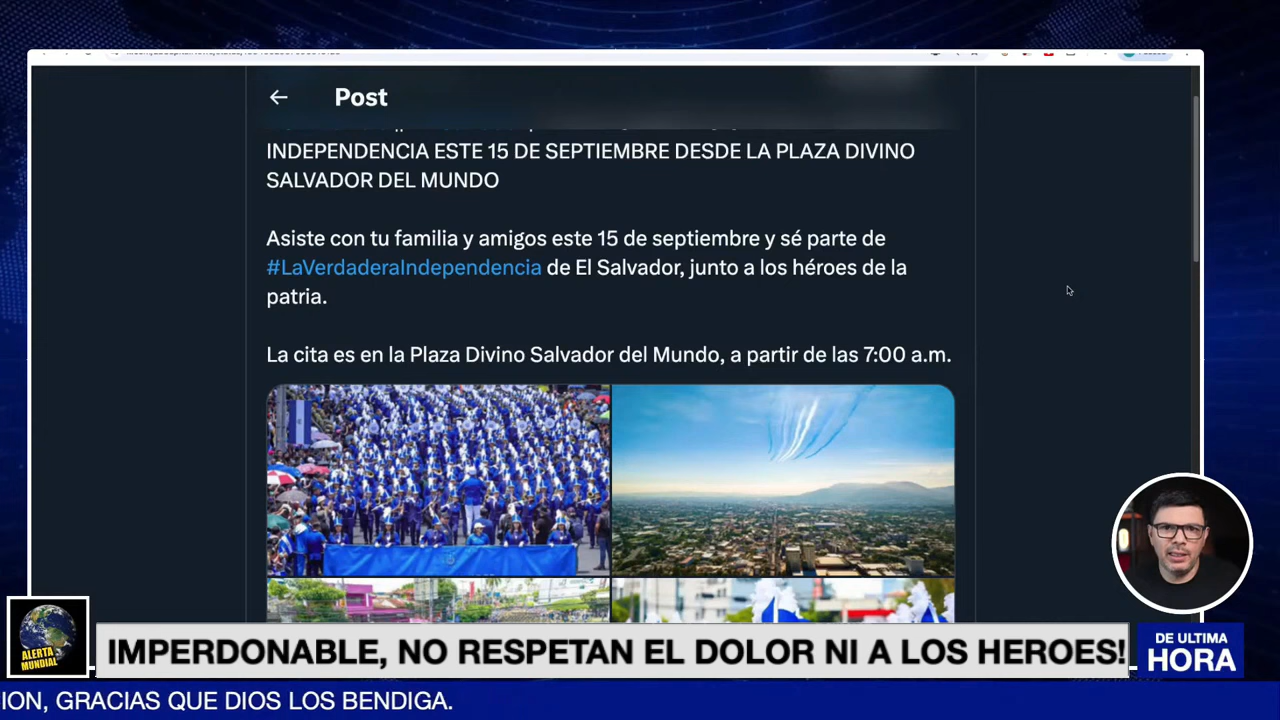 Post
INDEPENDENCIA ESTE 15 DE SEPTIEMBRE DESDE LA PLAZA DIVINO
SALVADOR DEL MUNDO
Asiste con tu familia y amigos este 15 de septiembre y sé parte de
#LaVerdaderaIndependencia de El Salvador, junto a los héroes de la
patria.
La cita es en la Plaza Divino Salvador del Mundo, a partir de las 7:00 a.m.
ALERTA
MUNDIAL
IMPERDONABLE, NO RESPETAN EL DOLOR NI A LOS HEROES!
DE ULTIMA
HORA
ION, GRACIAS QUE DIOS LOS BENDIGA.